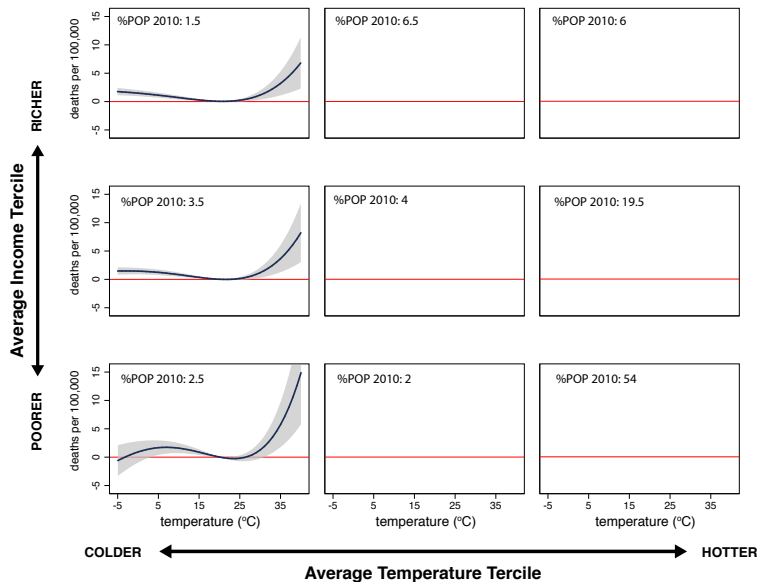 %POP 2010: 1.5
%POP 2010: 6.5
%POP 2010: 6
deaths per 100,000
15
10
5
0
-5
RICHER
%POP 2010: 3.5
%POP 2010: 4
%POP 2010: 19.5
deaths per 100,000
15
10
5
0
-5
Average Income Tercile
%POP 2010: 2.5
%POP 2010: 2
%POP 2010: 54
deaths per 100,000
15
10
5
0
-5
POORER
-5 5 15 25 35
-5 5 15 25 35
-5 5 15 25 35
temperature (°C)
temperature (°C)
temperature (°C)
COLDER
HOTTER
Average Temperature Tercile